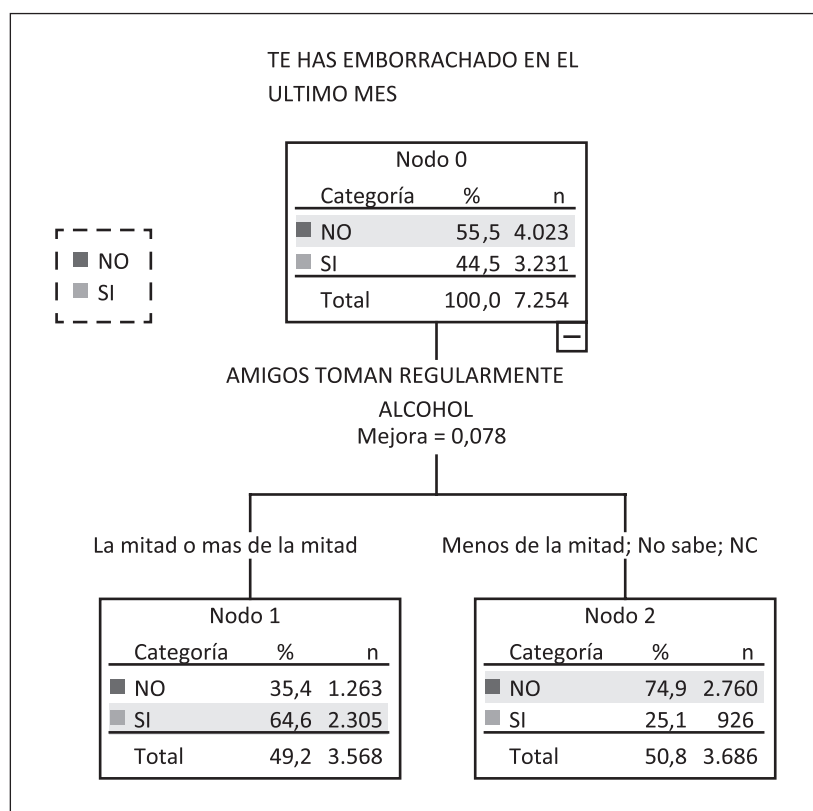 TE HAS EMBORRACHADO EN EL
ULTIMO MES
Nodo 0
Categoría % n
NO 55,5 4.023
SI 44,5 3.231
Total 100,0 7.254
NO
SI
AMIGOS TOMAN REGULARMENTE
ALCOHOL
Mejora = 0,078
La mitad o mas de la mitad
Menos de la mitad; No sabe; NC
Nodo 1
Categoría % n
NO 35,4 1.263
SI 64,6 2.305
Total 49,2 3.568
Nodo 2
Categoría % n
NO 74,9 2.760
SI 25,1 926
Total 50,8 3.686